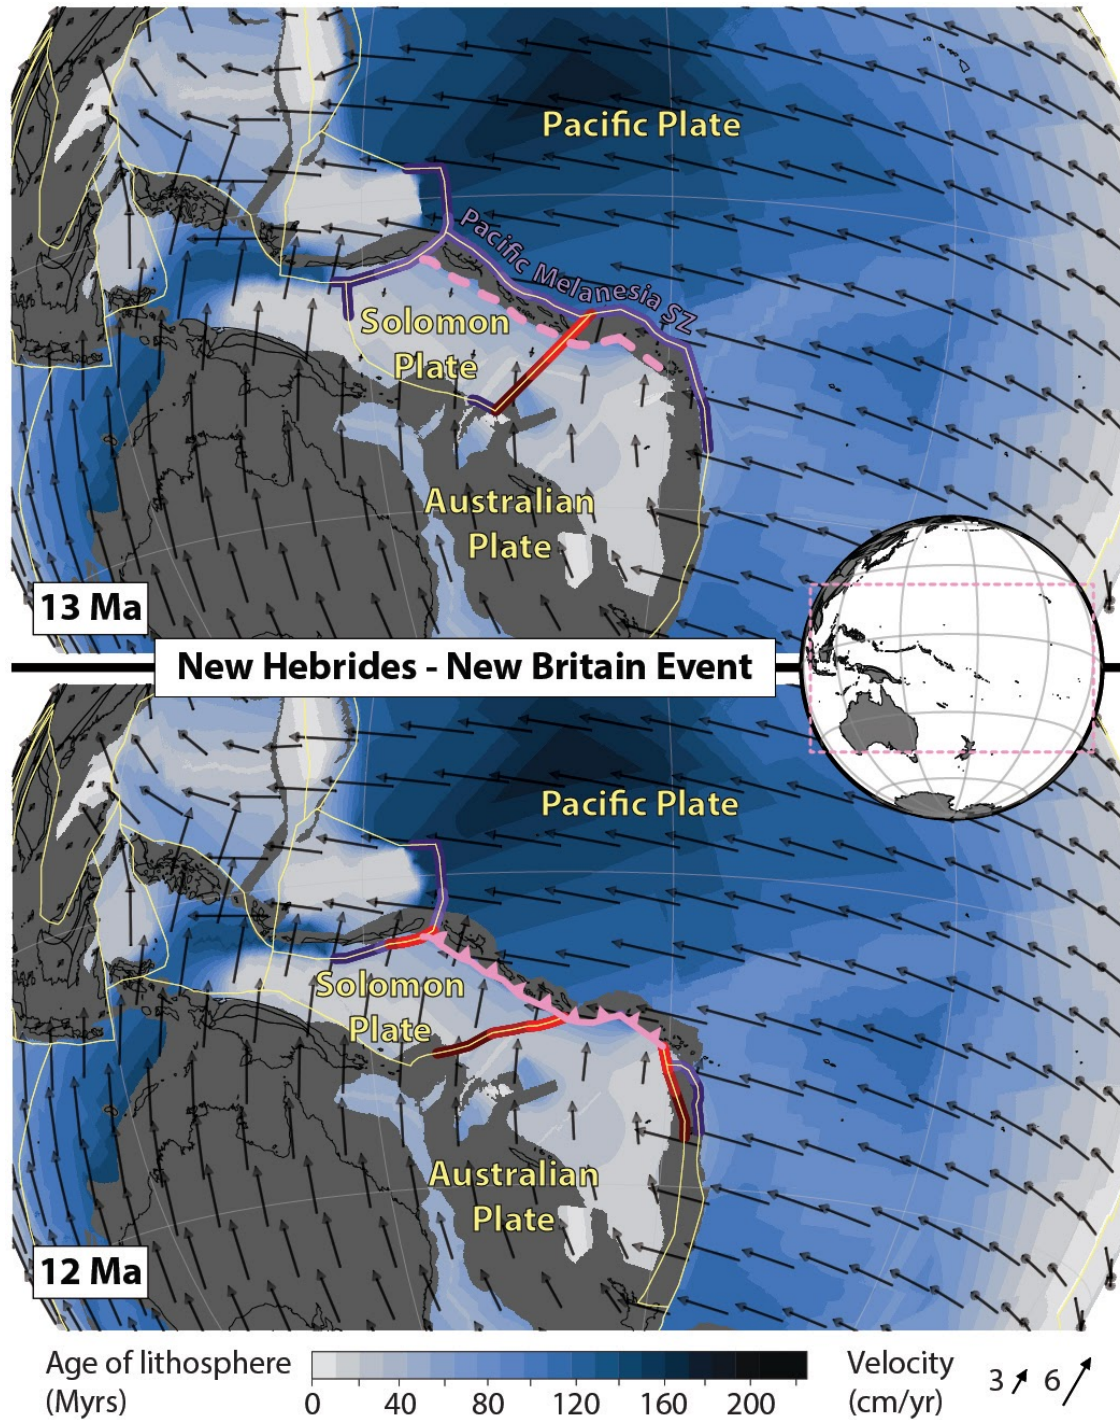 Pacific Plate
Pacific Melanesia SZ
Solomon
Plate
Australian
Plate
13 Ma
New Hebrides - New Britain Event
Pacific Plate
Solomon
Plate
Australian
Plate
12 Ma
Age of lithosphere
(Myrs)
0 40 80 120 160 200
Velocity
(cm/yr)
3 6